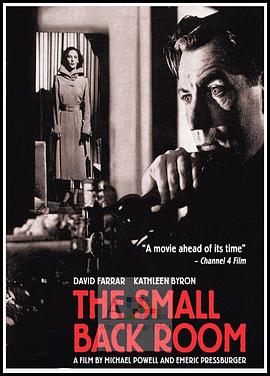 "A movie ahead of its time"
– Channel 4 Film
DAVID FARRAR KATHLEEN BYRON
THE SMALL
BACK ROOM
A FILM BY MICHAEL POWELL AND EMERIC PRESSBURGER